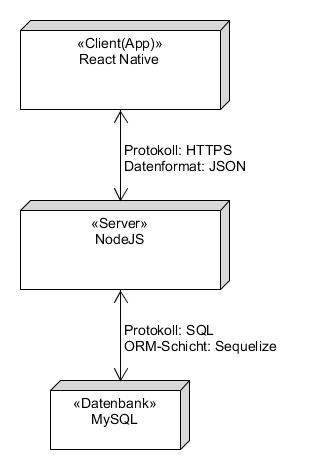 «Client(App)»
React Native
Protokoll: HTTPS
Datenformat: JSON
«Server»
NodeJS
Protokoll: SQL
ORM-Schicht: Sequelize
«Datenbank»
MySQL